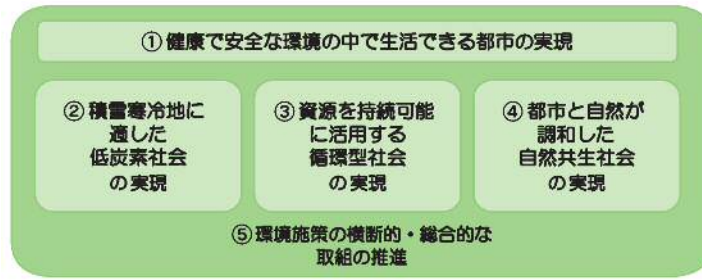 ①健康で安全な環境の中で生活できる都市の実現
②積雪寒冷地に
適した
低炭素社会
の実現
③資源を持続可能
に活用する
循環型社会
の実現
④都市と自然が
調和した
自然共生社会
の実現
⑤環境施策の横断的・総合的な
取組の推進